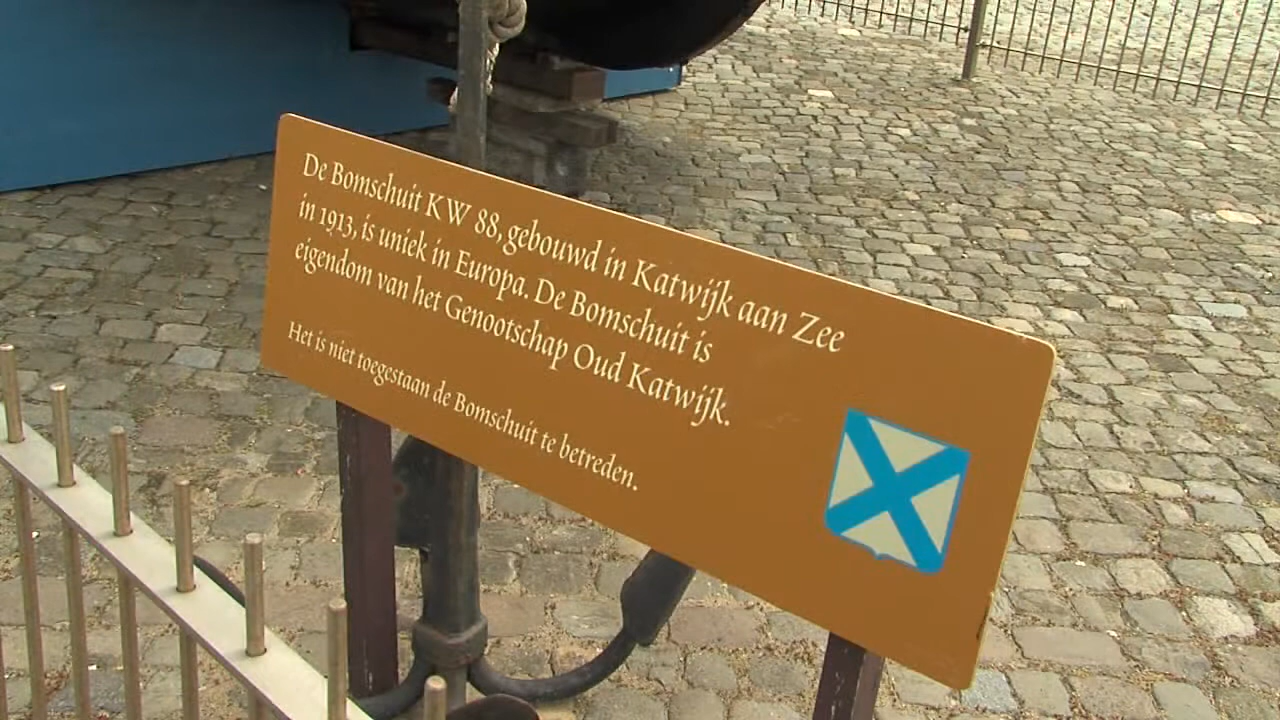 De Bomschuit KW 88, gebouwd in Katwijk aan Zee
in 1913, is uniek in Europa. De Bomschuit is
eigendom van het Genootschap Oud Katwijk.
Het is niet toegestaan de Bomschuit te betreden.